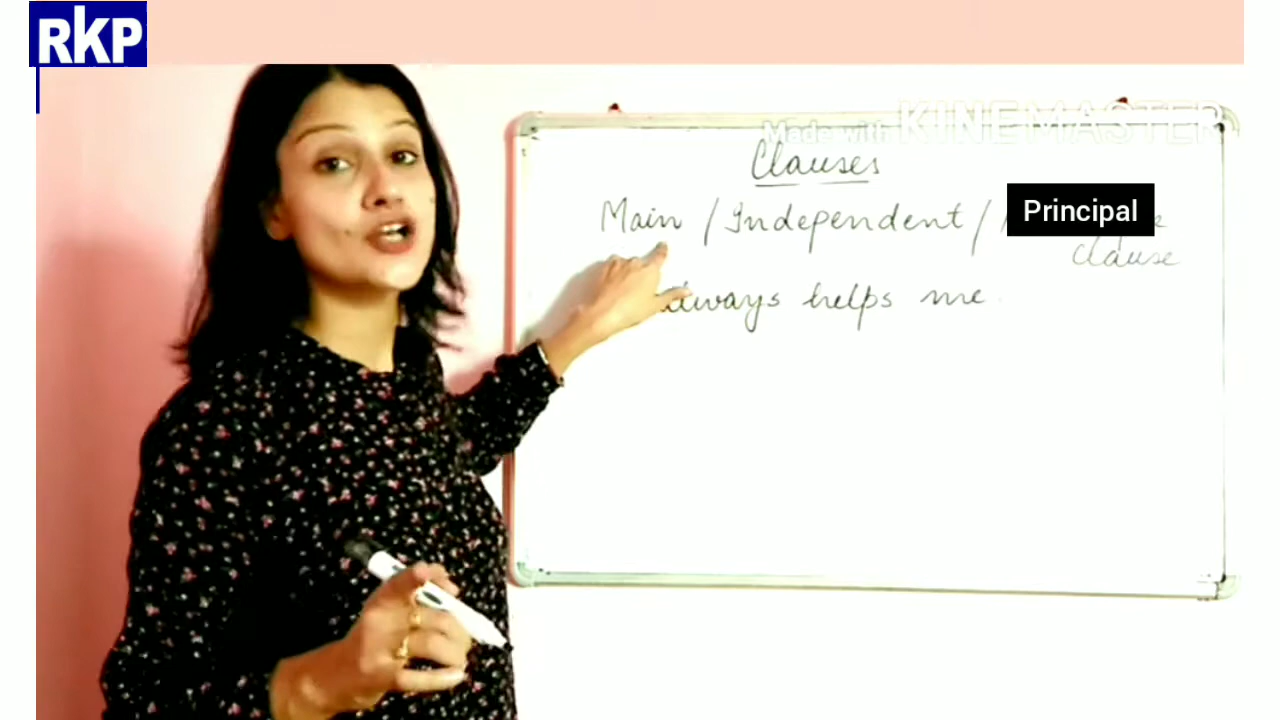 RKP
Made with KINEMASTER
Clauses
Main / Independent / Principal
Clause
always helps me.